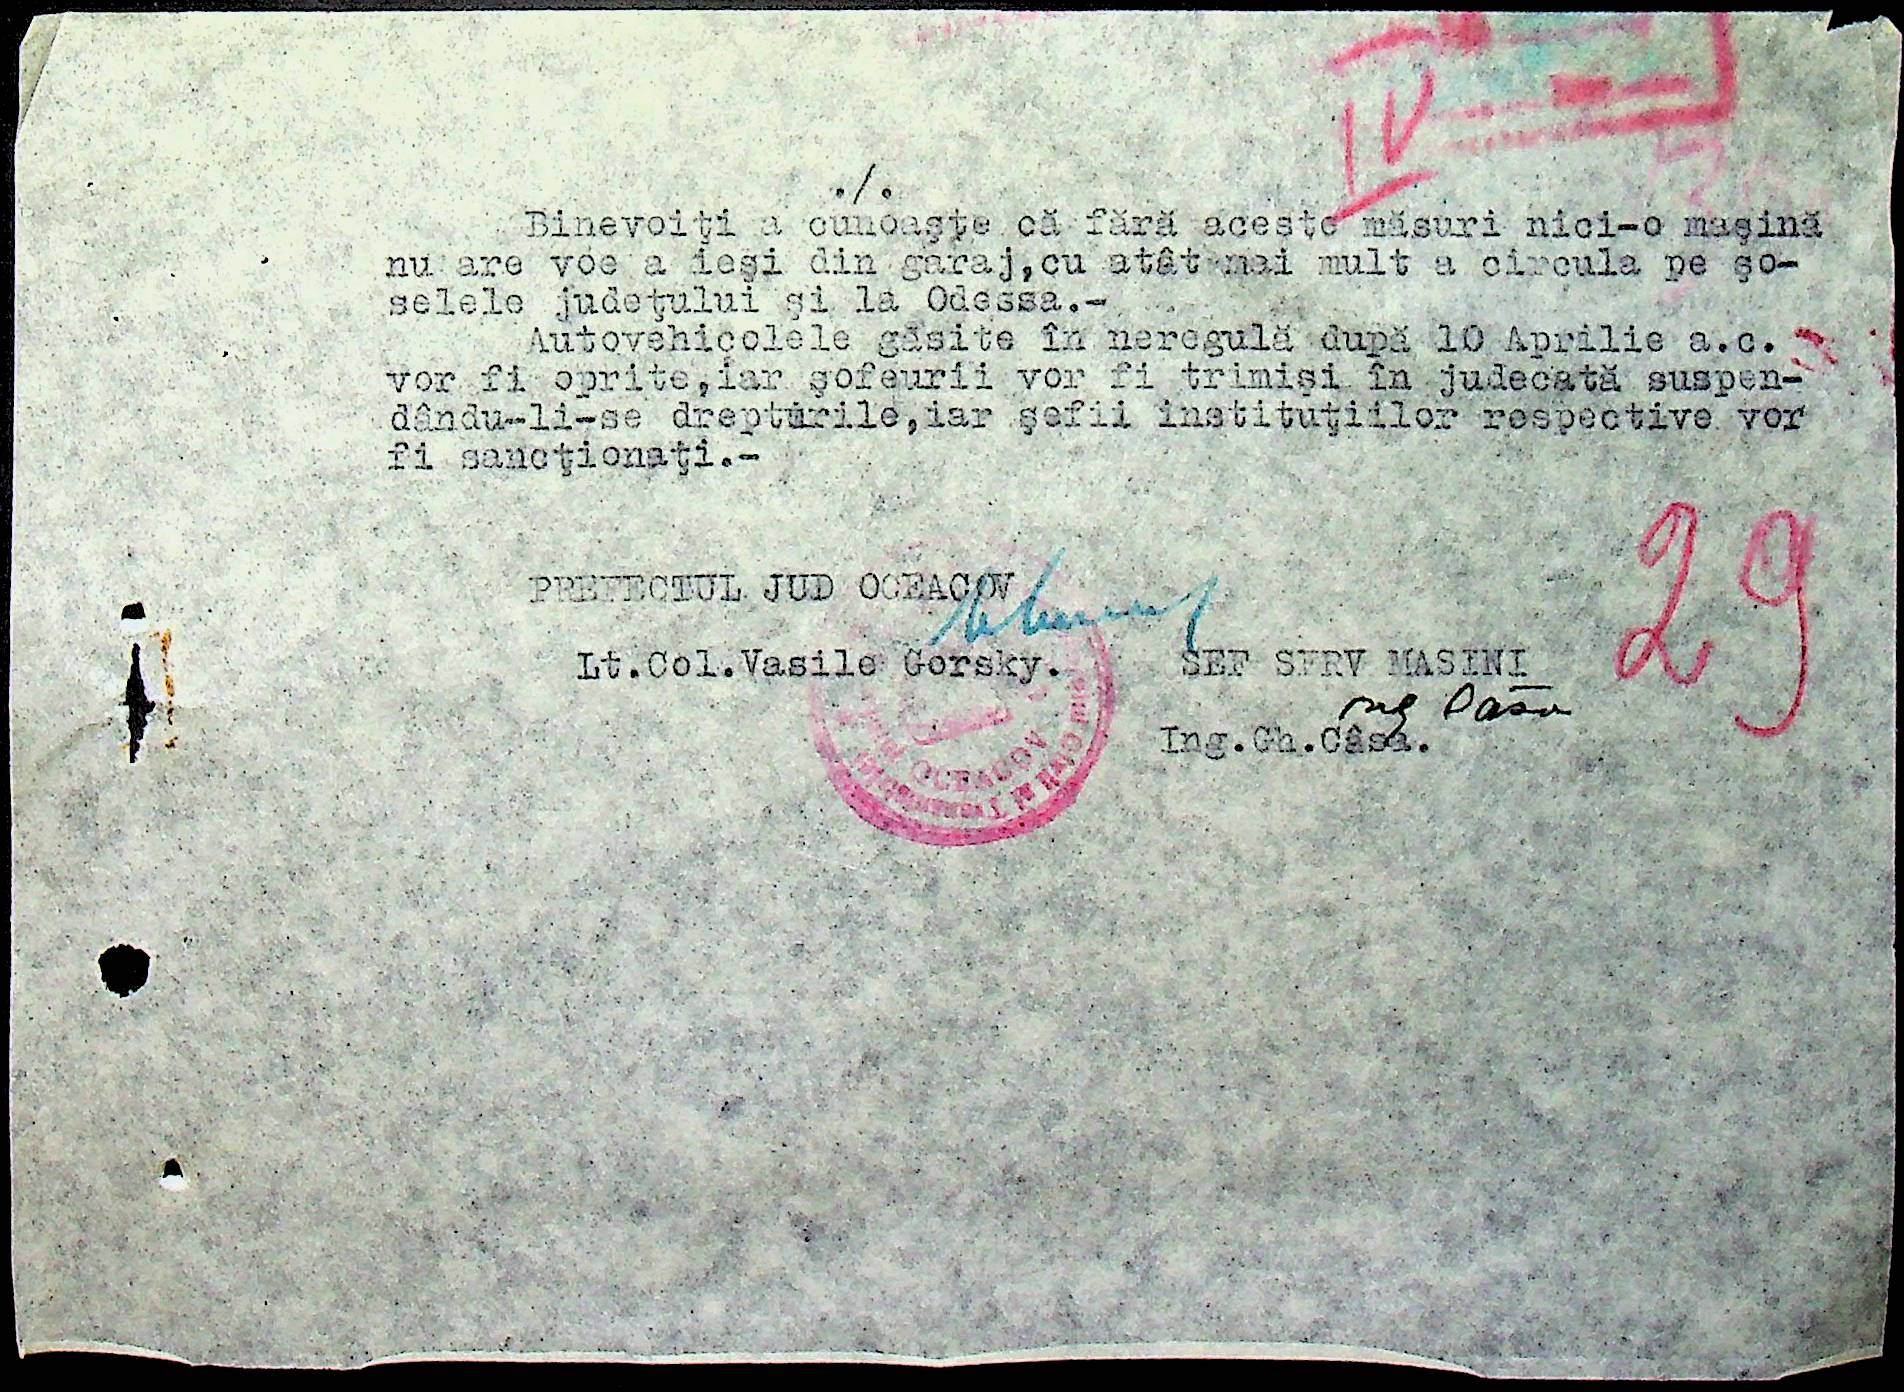 IV
./.
Binevoiţi a cunoaşte că fără aceste măsuri nici-o maşină
nu are voe a ieşi din garaj,cu atât mai mult a circula pe şo-
selele judeţului şi la Odessa.-
Autovehicolele găsite în neregulă după 10 Aprilie a.c.
vor fi oprite,iar şofeurii vor fi trimişi în judecată suspen-
dându-li-se drepturile,iar şefii instituţiilor respective vor
fi sancţionaţi.-
29
PREFECTUL JUD OCEACOV
Lt.Col.Vasile Gorsky.
SEF SERV MASINI
Ing.Gh.Câsa.
OCEACOV